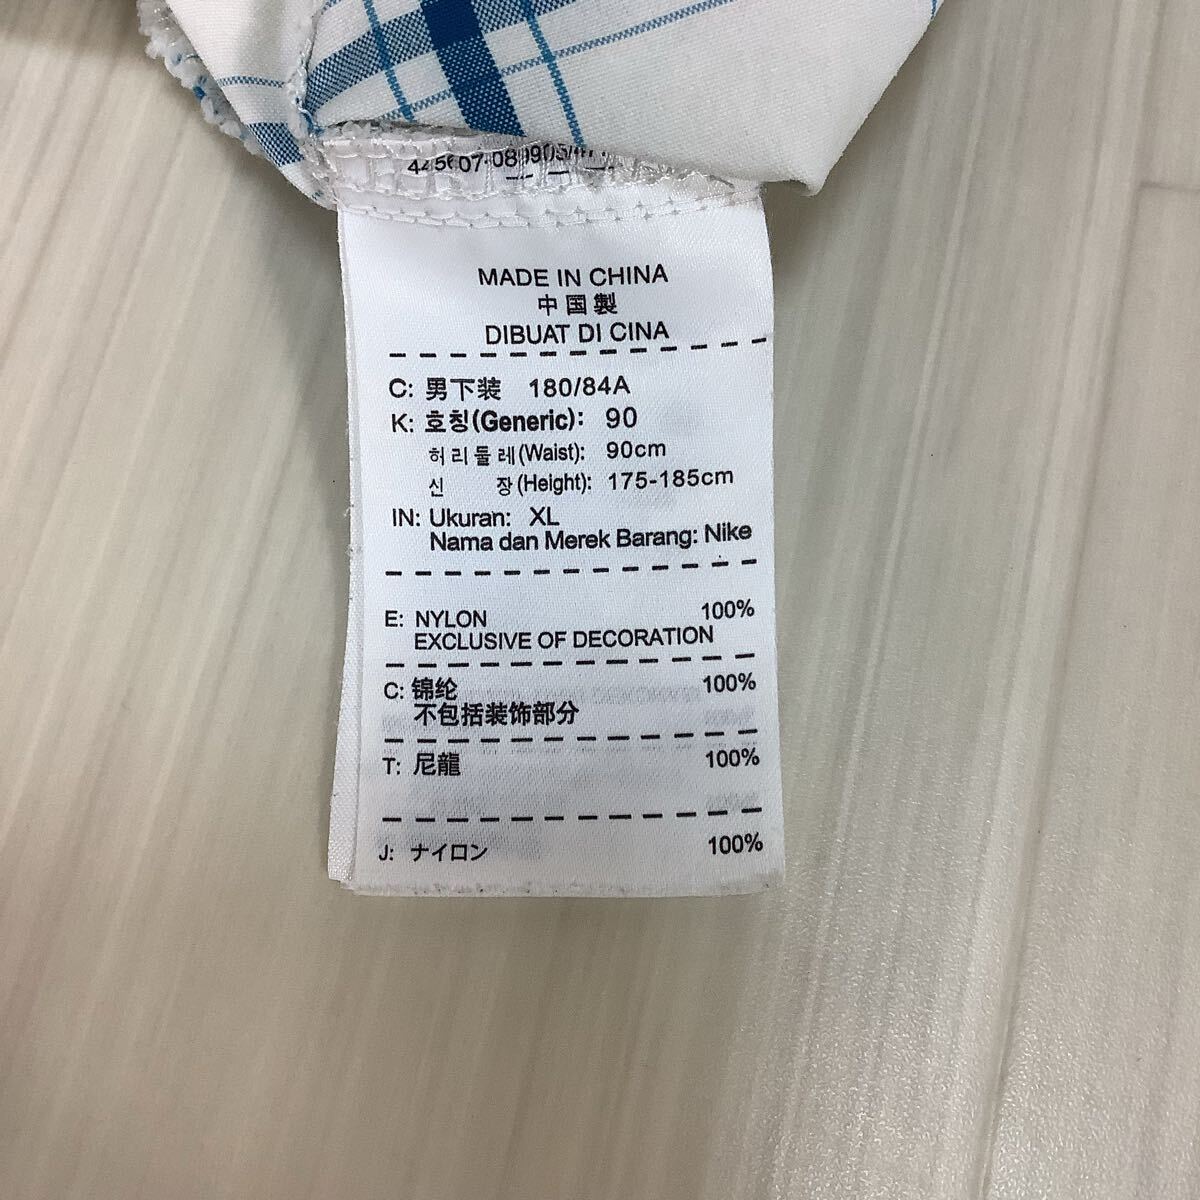 MADE IN CHINA
中国製
DIBUAT DI CINA
C: 男下装 180/84A
K: 호칭(Generic): 90
허리둘레(Waist): 90cm
신 장(Height): 175-185cm
IN: Ukuran: XL
Nama dan Merek Barang: Nike
E: NYLON 100%
EXCLUSIVE OF DECORATION
C: 锦纶 100%
不包括装饰部分
T: 尼龍 100%
J: ナイロン 100%